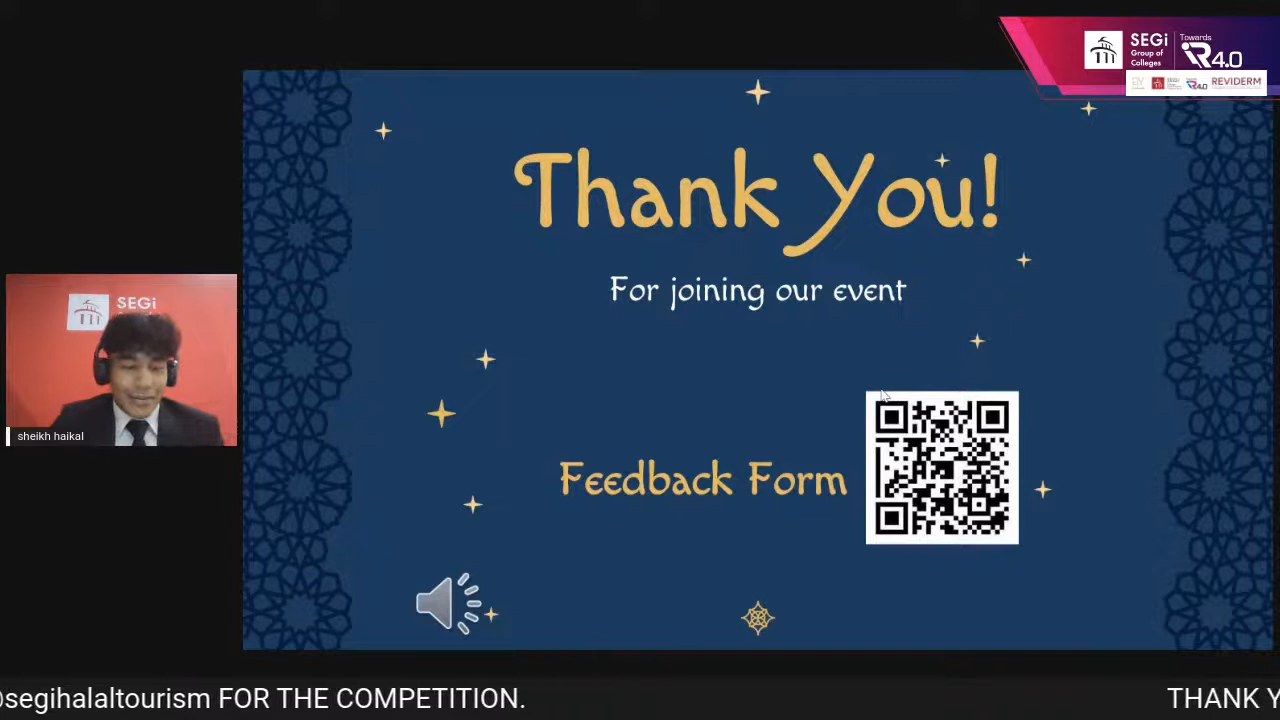 SEGi
Group of
Colleges
Towards
iR4.0
REVIDERM
Thank You!
For joining our event
SEGi
sheikh haikal
Feedback Form
@segihalaltourism FOR THE COMPETITION.
THANK Y